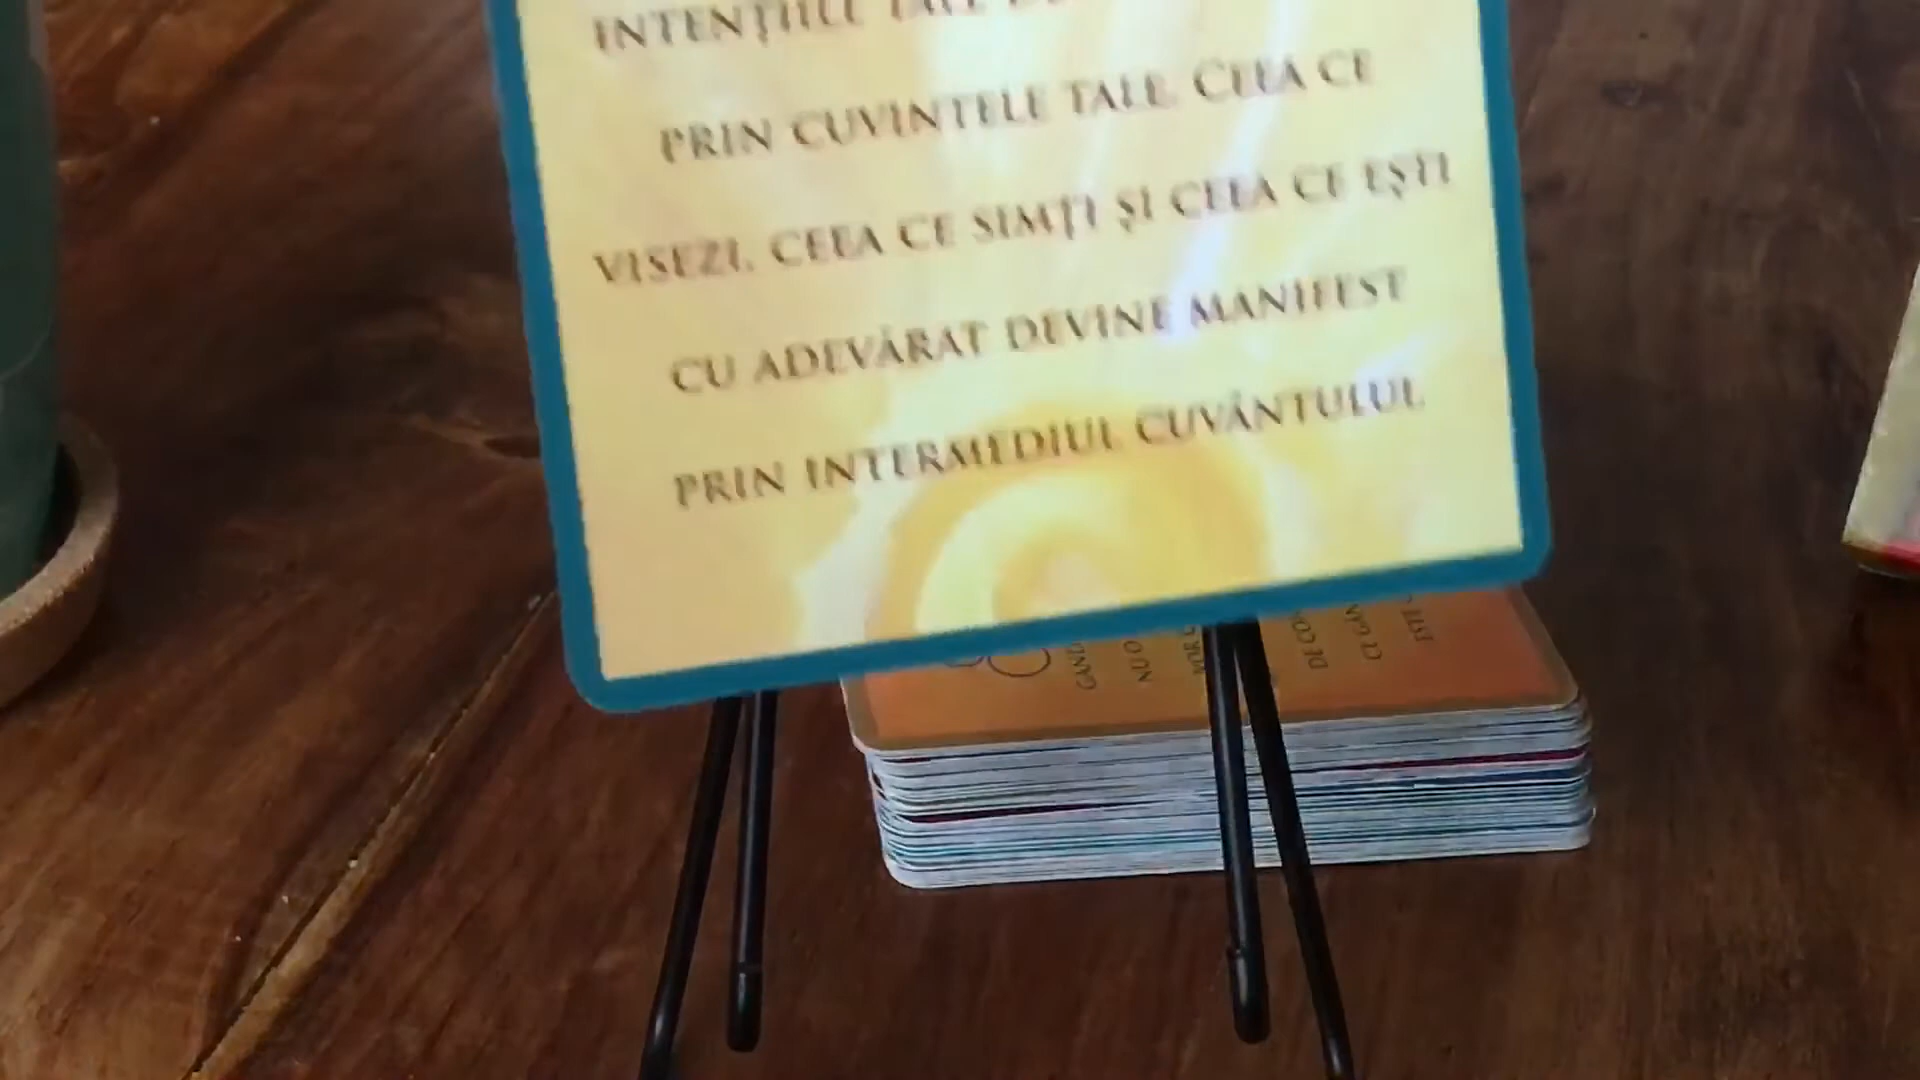 INTENȚIILE TALE
PRIN CUVINTELE TALE. CEEA CE
VISEZI, CEEA CE SIMȚI ȘI CEEA CE EȘTI
CU ADEVĂRAT DEVINE MANIFEST
PRIN INTERMEDIUL CUVÂNTULUI.
NU O